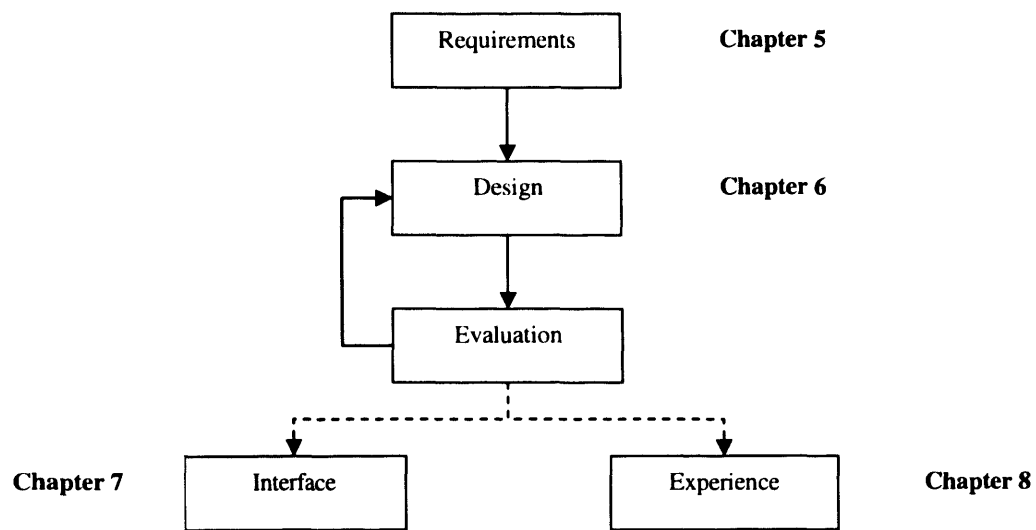 Requirements
Chapter 5
Design
Chapter 6
Evaluation
Chapter 7
Interface
Experience
Chapter 8